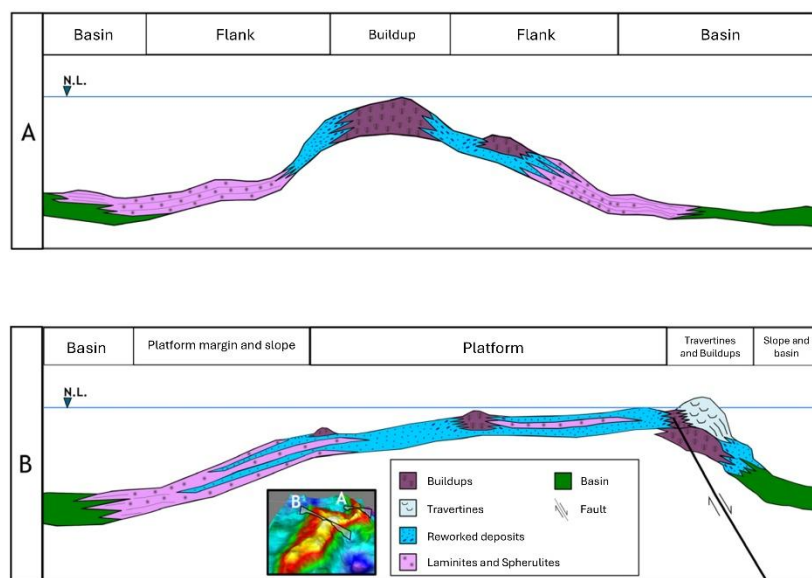 Basin Flank Buildup Flank Basin
N.L.
A
Basin Platform margin and slope Platform Travertines and Buildups Slope and basin
N.L.
B
B A
Buildups Basin
Travertines Fault
Reworked deposits
Laminites and Spherulites